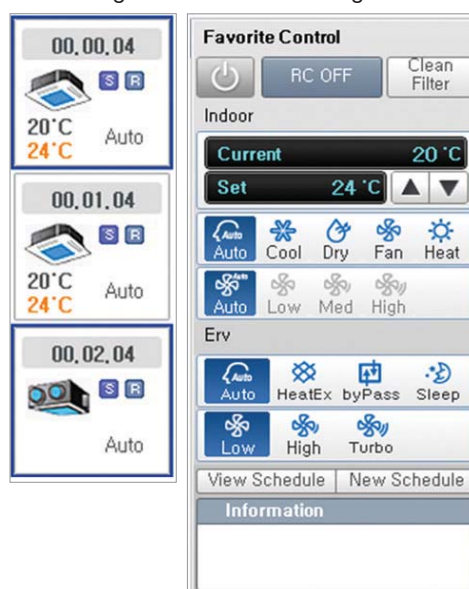 00.00.04
S R
20°C
24°C
Auto
00.01.04
S R
20°C
24°C
Auto
00.02.04
S R
Auto
Favorite Control
RC OFF
Clean Filter
Indoor
Current 20 °C
Set 24 °C
Auto
Auto Cool Dry Fan Heat
Auto
Auto Low Med High
Erv
Auto
Auto HeatEx byPass Sleep
Low High Turbo
View Schedule New Schedule
Information